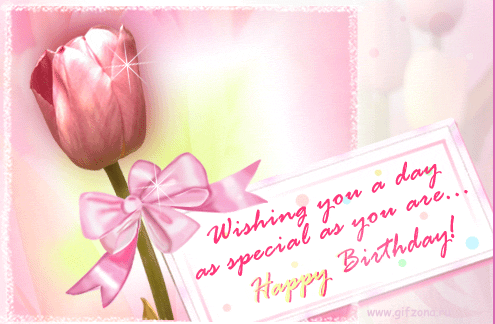 Wishing you a day
as special as you are...
Happy Birthday!